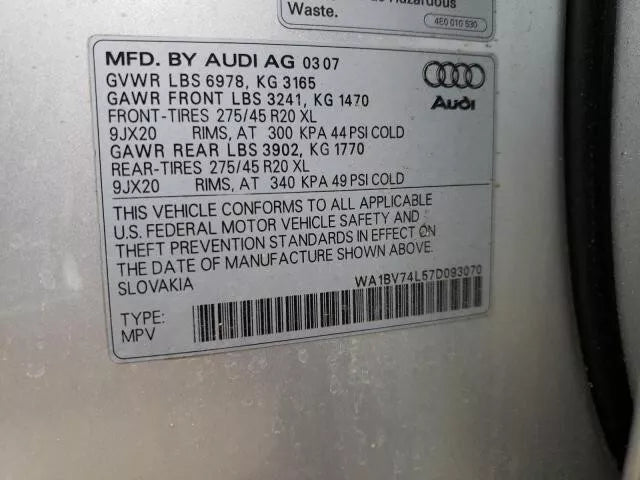 Hazardous
Waste.
4E0 010 530
MFD. BY AUDI AG 03 07
GVWR LBS 6978, KG 3165
GAWR FRONT LBS 3241, KG 1470
FRONT-TIRES 275/45 R20 XL
9JX20 RIMS, AT 300 KPA 44 PSI COLD
GAWR REAR LBS 3902, KG 1770
REAR-TIRES 275/45 R20 XL
9JX20 RIMS, AT 340 KPA 49 PSI COLD
Audi
THIS VEHICLE CONFORMS TO ALL APPLICABLE
U.S. FEDERAL MOTOR VEHICLE SAFETY AND
THEFT PREVENTION STANDARDS IN EFFECT ON
THE DATE OF MANUFACTURE SHOWN ABOVE.
SLOVAKIA
WA1BV74L57D093070
TYPE:
MPV